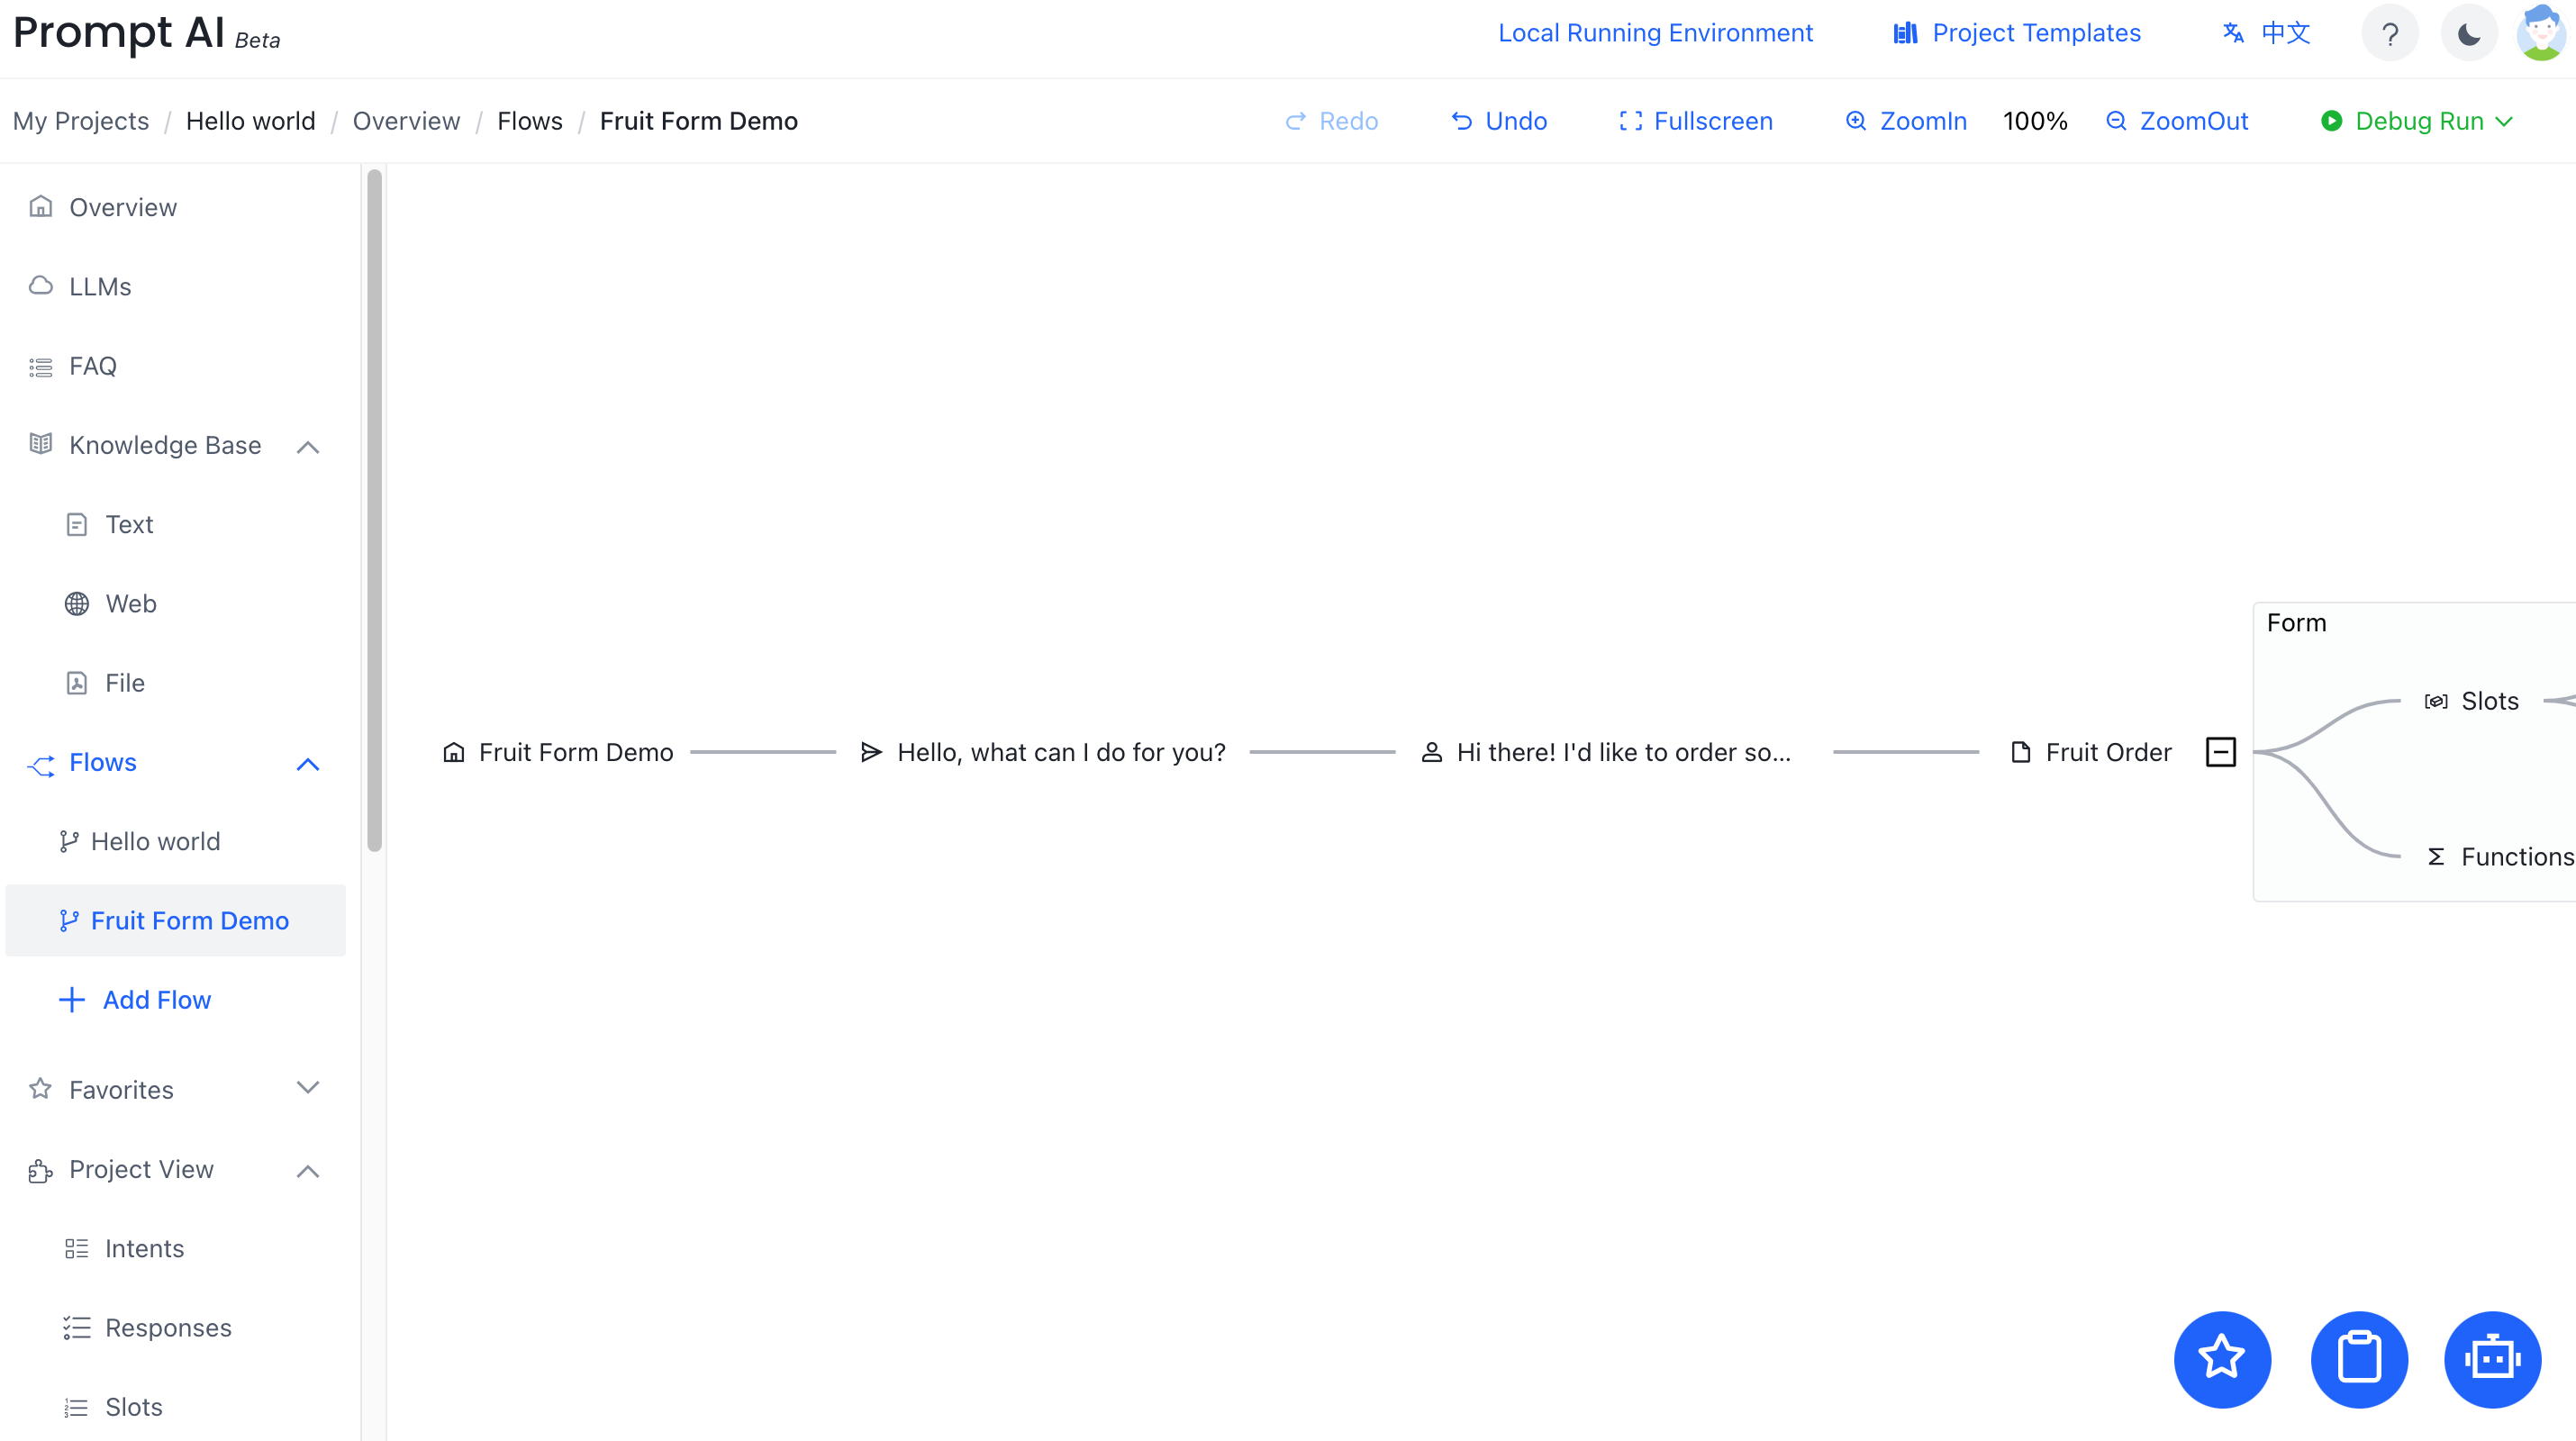 Prompt AI Beta
Local Running Environment
Project Templates
中文
?
My Projects / Hello world / Overview / Flows / Fruit Form Demo
Redo
Undo
Fullscreen
ZoomIn
100%
ZoomOut
Debug Run
Overview
LLMs
FAQ
Knowledge Base
Text
Web
File
Flows
Hello world
Fruit Form Demo
Add Flow
Favorites
Project View
Intents
Responses
Slots
Fruit Form Demo
Hello, what can I do for you?
Hi there! I'd like to order so...
Fruit Order
Form
Slots
Functions